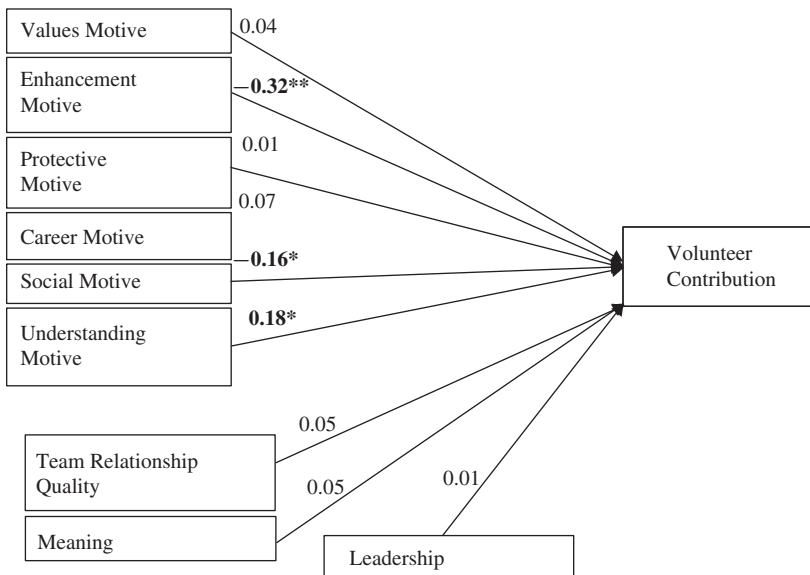 Values Motive
0.04
Enhancement
Motive
—0.32**
Protective
Motive
0.01
0.07
Career Motive
—0.16*
Social Motive
Understanding
Motive
0.18*
Volunteer
Contribution
Team Relationship
Quality
0.05
Meaning
0.05
Leadership
0.01